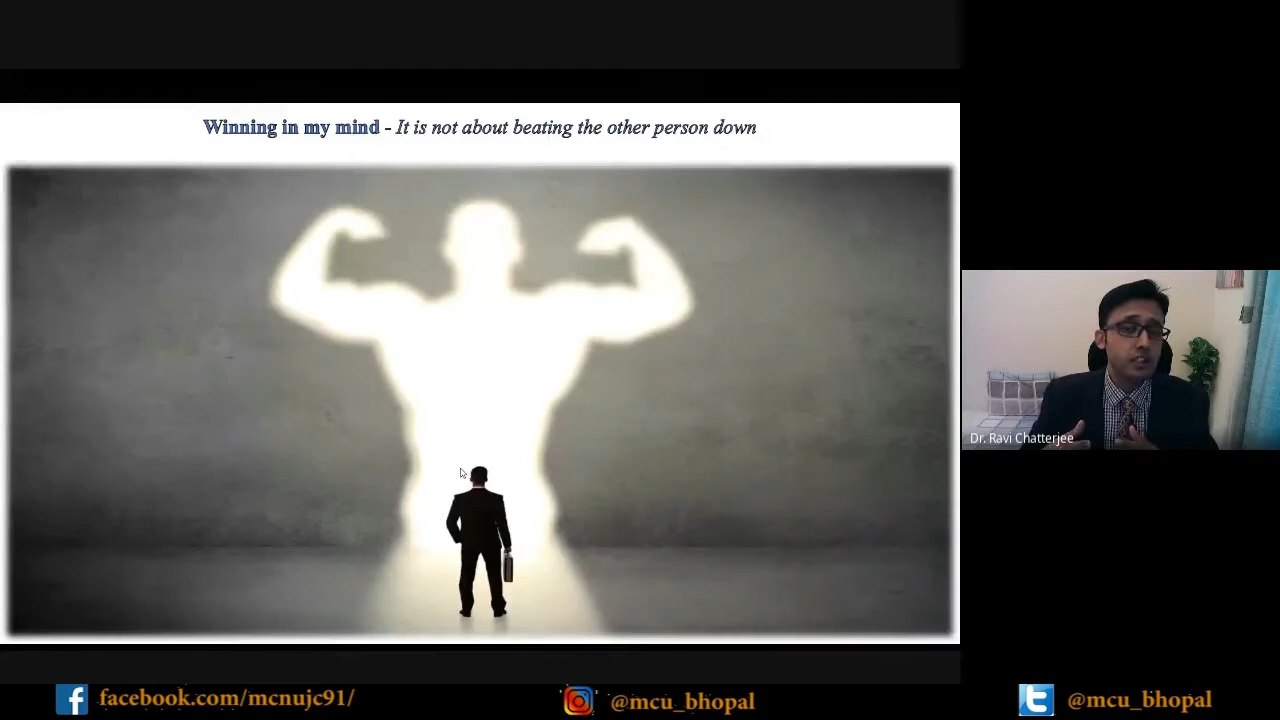 Winning in my mind - It is not about beating the other person down
Dr. Ravi Chatterjee
facebook.com/mcnujc91/
@mcu_bhopal
@mcu_bhopal